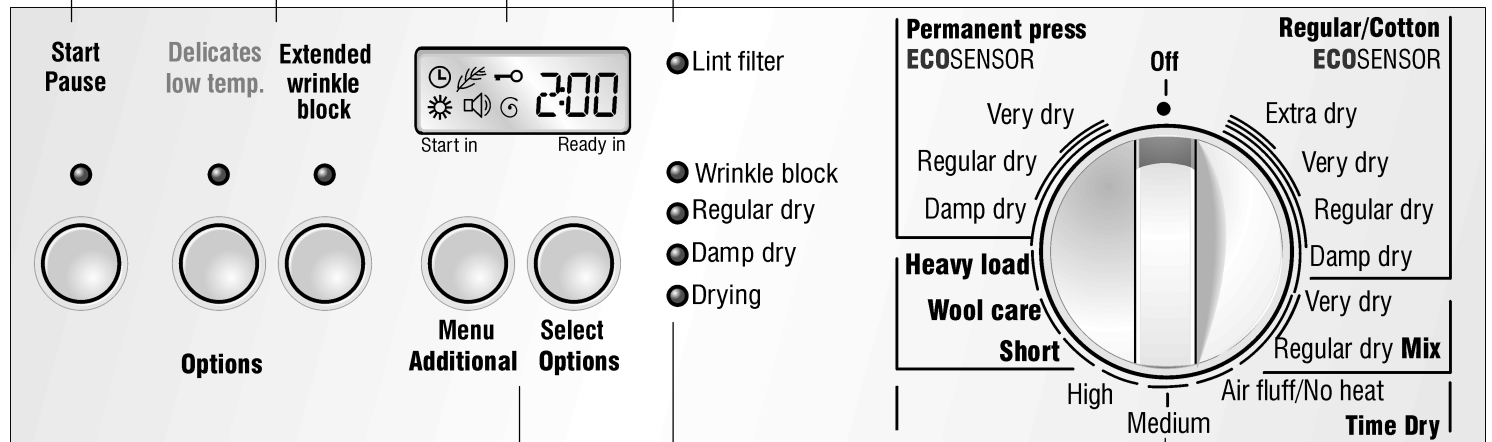 Start
Pause
Delicates
low temp.
Extended
wrinkle
block
Options
2:00
Start in
Ready in
Menu
Select
Additional
Options
Lint filter
Wrinkle block
Regular dry
Damp dry
Drying
Permanent press
ECOSENSOR
Very dry
Regular dry
Damp dry
Heavy load
Wool care
Short
Off
Regular/Cotton
ECOSENSOR
Extra dry
Very dry
Regular dry
Damp dry
Very dry
Regular dry Mix
High
Medium
Air fluff/No heat
Time Dry